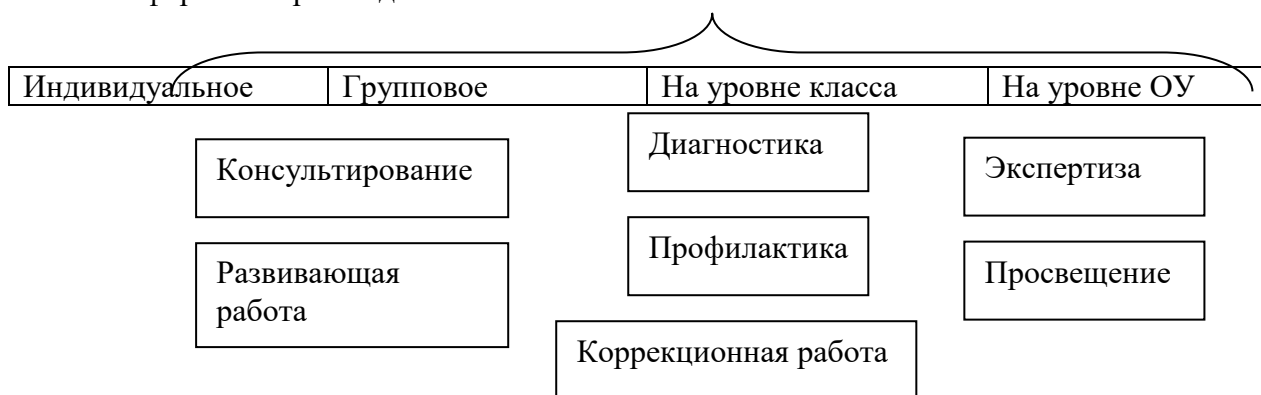 Индивидуальное Групповое На уровне класса На уровне ОУ
Диагностика
Консультирование
Экспертиза
Профилактика
Развивающая
работа
Просвещение
Коррекционная работа